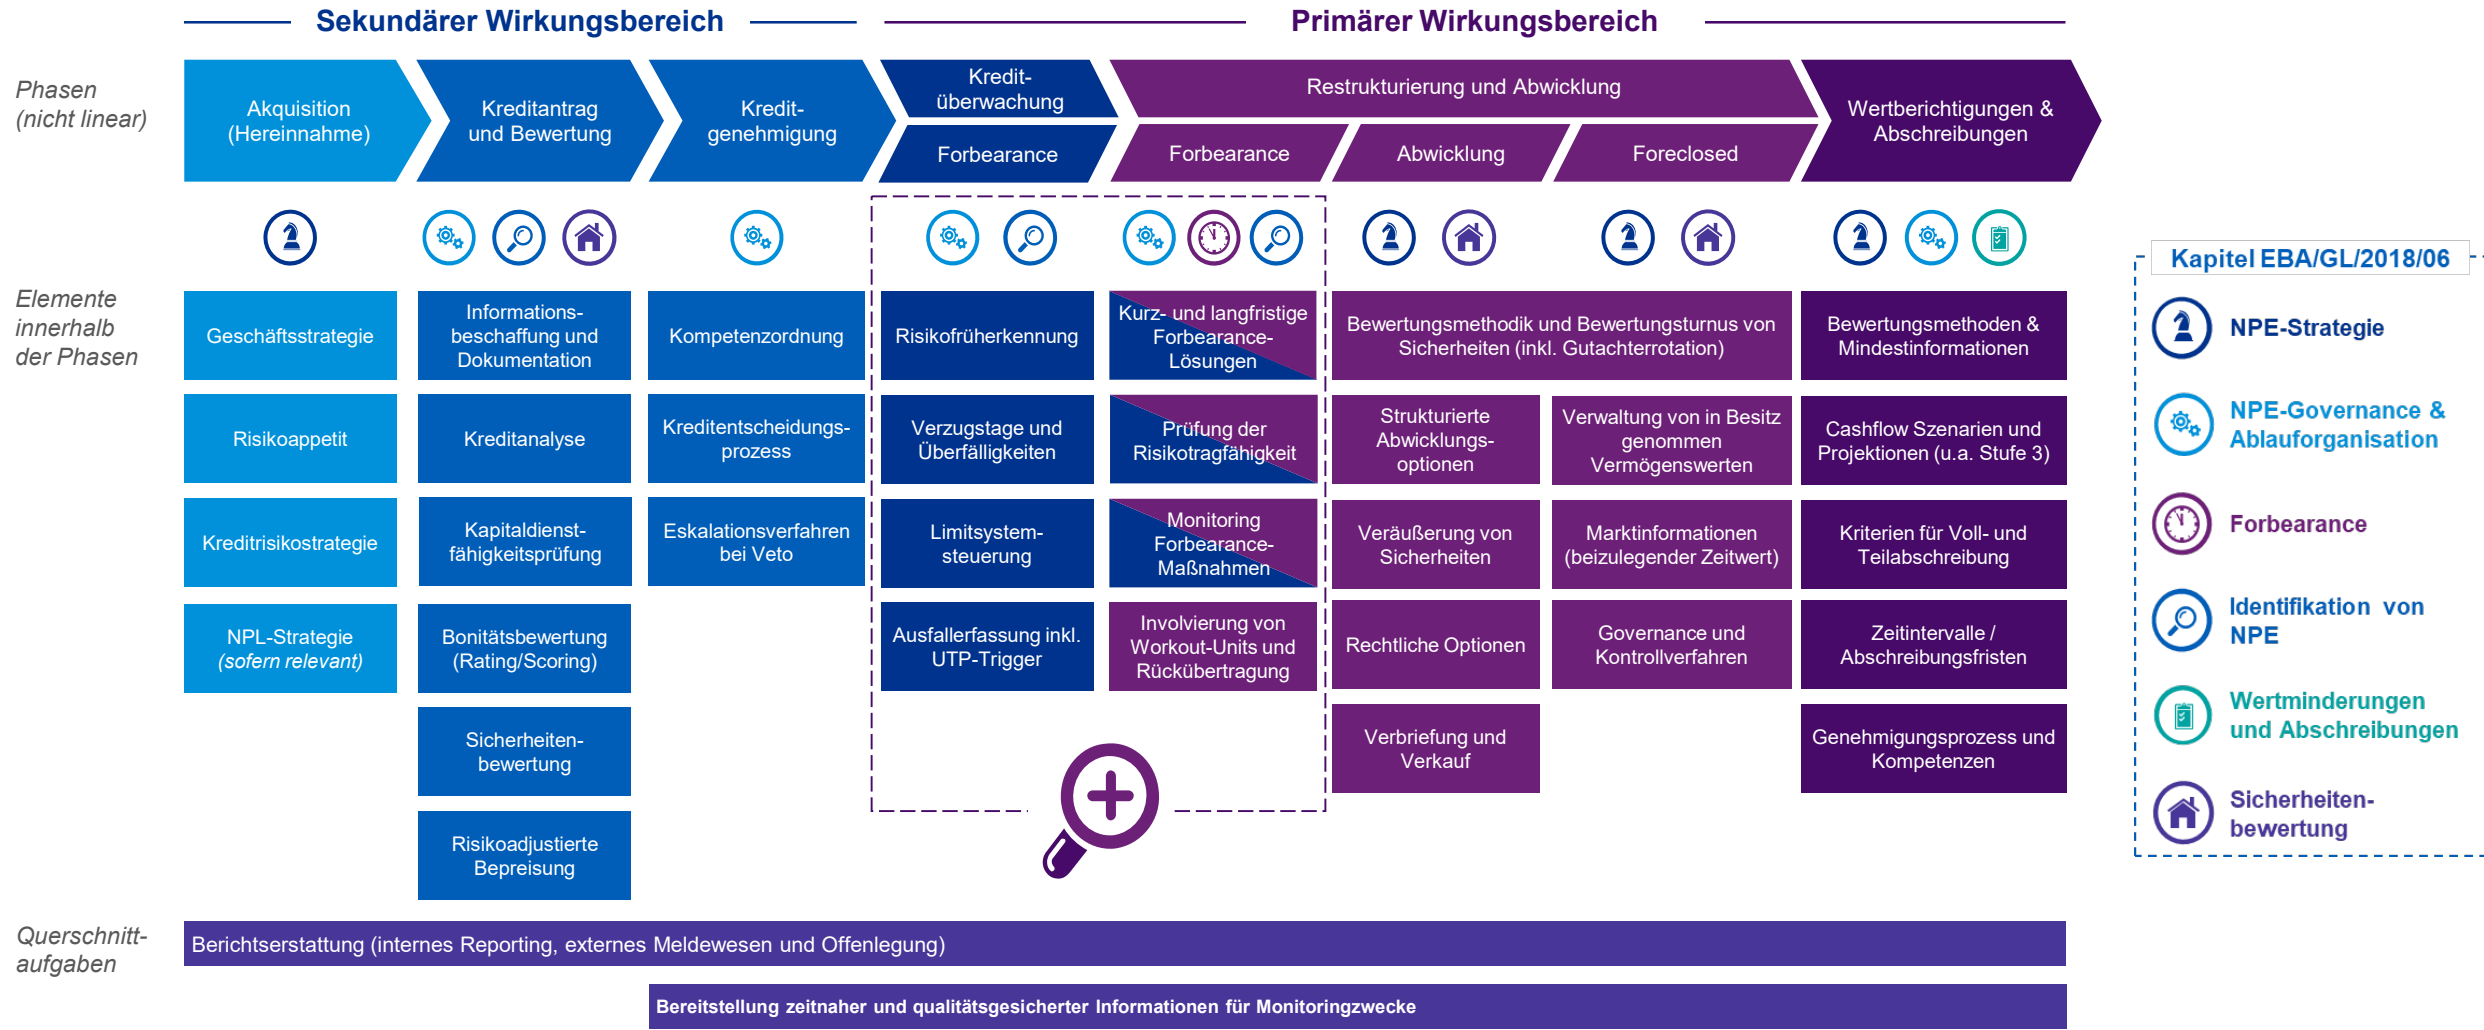 Sekundärer Wirkungsbereich
Primärer Wirkungsbereich
Phasen
(nicht linear)
Akquisition
(Hereinnahme)
Kreditantrag
und Bewertung
Kredit-
genehmigung
Kredit-
überwachung
Forbearance
Restrukturierung und Abwicklung
Forbearance
Abwicklung
Foreclosed
Wertberichtigungen &
Abschreibungen
Elemente
innerhalb
der Phasen
Geschäftsstrategie
Risikoappetit
Kreditrisikostrategie
NPL-Strategie
(sofern relevant)
Informations-
beschaffung und
Dokumentation
Kreditanalyse
Kapitaldienst-
fähigkeitsprüfung
Bonitätsbewertung
(Rating/Scoring)
Sicherheiten-
bewertung
Risikoadjustierte
Bepreisung
Kompetenzordnung
Kreditentscheidungs-
prozess
Eskalationsverfahren
bei Veto
Risikofrüherkennung
Verzugstage und
Überfälligkeiten
Limitsystem-
steuerung
Ausfallerfassung inkl.
UTP-Trigger
Kurz- und langfristige
Forbearance-
Lösungen
Prüfung der
Risikotragfähigkeit
Monitoring
Forbearance-
Maßnahmen
Involvierung von
Workout-Units und
Rückübertragung
Bewertungsmethodik und Bewertungsturnus von
Sicherheiten (inkl. Gutachterrotation)
Strukturierte
Abwicklungs-
optionen
Veräußerung von
Sicherheiten
Rechtliche Optionen
Verbriefung und
Verkauf
Verwaltung von in Besitz
genommen
Vermögenswerten
Marktinformationen
(beizulegender Zeitwert)
Governance und
Kontrollverfahren
Bewertungsmethoden &
Mindestinformationen
Cashflow Szenarien und
Projektionen (u.a. Stufe 3)
Kriterien für Voll- und
Teilabschreibung
Zeitintervalle /
Abschreibungsfristen
Genehmigungsprozess und
Kompetenzen
Kapitel EBA/GL/2018/06
NPE-Strategie
NPE-Governance &
Ablauforganisation
Forbearance
Identifikation von
NPE
Wertminderungen
und Abschreibungen
Sicherheiten-
bewertung
Querschnitt-
aufgaben
Berichtserstattung (internes Reporting, externes Meldewesen und Offenlegung)
Bereitstellung zeitnaher und qualitätsgesicherter Informationen für Monitoringzwecke